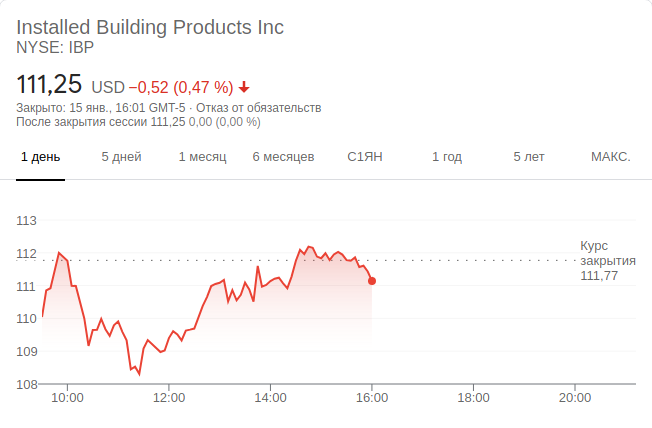 Installed Building Products Inc
NYSE: IBP
111,25 USD −0,52 (0,47 %)
Закрыто: 15 янв., 16:01 GMT-5 · Отказ от обязательств
После закрытия сессии 111,25 0,00 (0,00 %)
1 день 5 дней 1 месяц 6 месяцев С1ЯН 1 год 5 лет МАКС.
113
112
111
110
109
108
Курс
закрытия
111,77
10:00 12:00 14:00 16:00 18:00 20:00